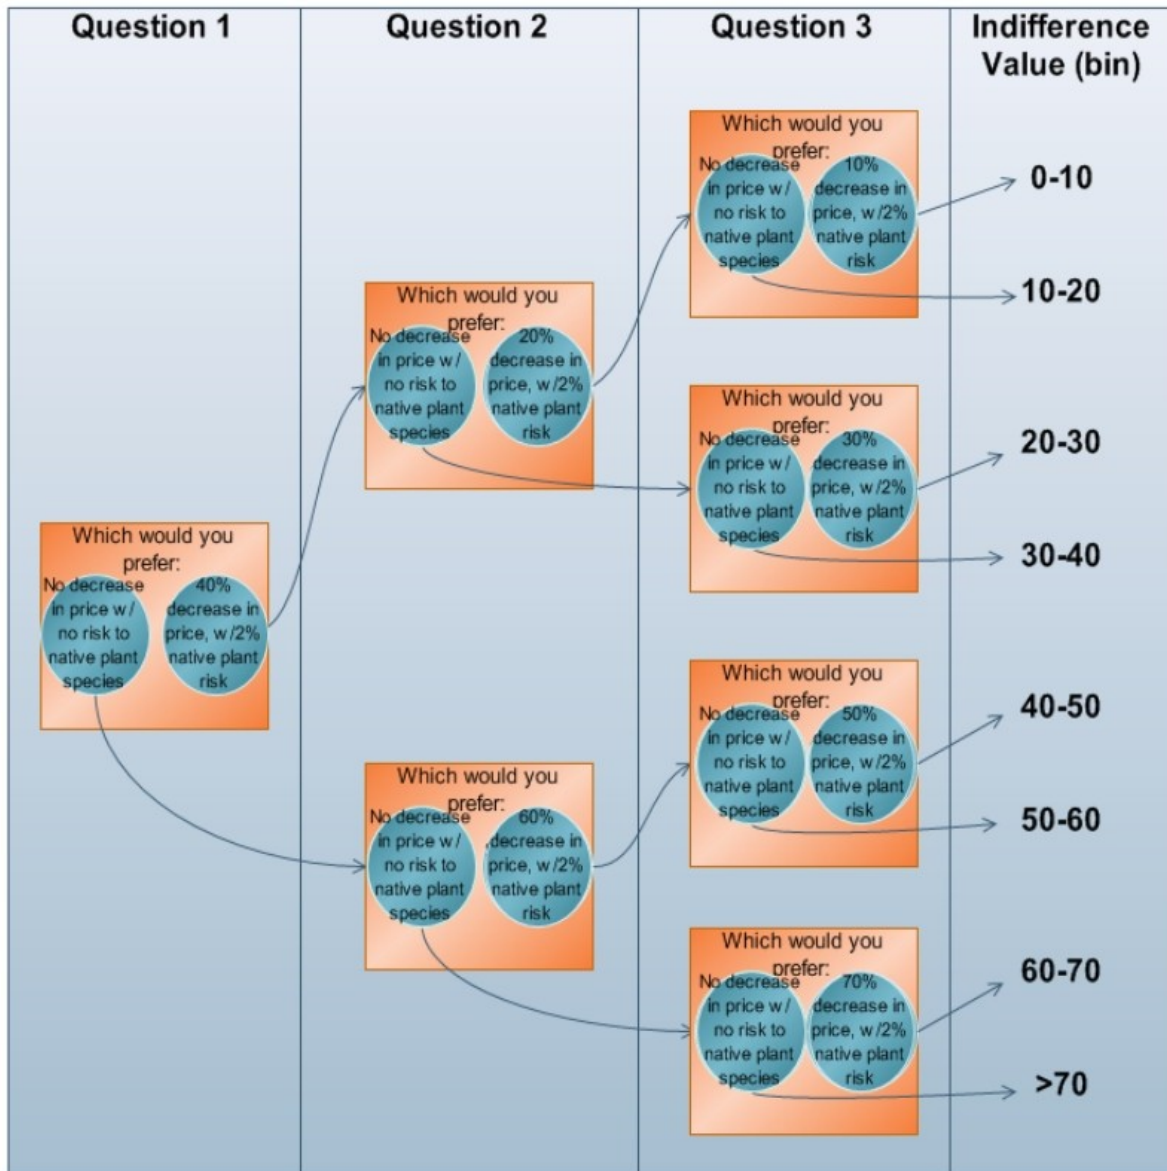 Question 1
Question 2
Question 3
Indifference
Value (bin)
Which would you
prefer:
No decrease
in price w/
no risk to
native plant
species
40%
decrease in
price, w/2%
native plant
risk
Which would you
prefer:
No decrease
in price w/
no risk to
native plant
species
20%
decrease in
price, w/2%
native plant
risk
Which would you
prefer:
No decrease
in price w/
no risk to
native plant
species
60%
decrease in
price, w/2%
native plant
risk
Which would you
prefer:
No decrease
in price w/
no risk to
native plant
species
10%
decrease in
price, w/2%
native plant
risk
Which would you
prefer:
No decrease
in price w/
no risk to
native plant
species
30%
decrease in
price, w/2%
native plant
risk
Which would you
prefer:
No decrease
in price w/
no risk to
native plant
species
50%
decrease in
price, w/2%
native plant
risk
Which would you
prefer:
No decrease
in price w/
no risk to
native plant
species
70%
decrease in
price, w/2%
native plant
risk
0-10
10-20
20-30
30-40
40-50
50-60
60-70
>70